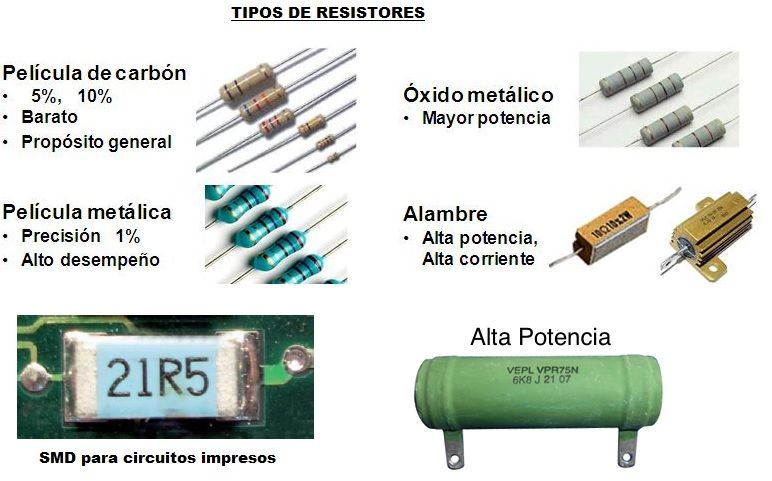 TIPOS DE RESISTORES
Película de carbón
• 5%, 10%
• Barato
• Propósito general
Óxido metálico
• Mayor potencia
Película metálica
• Precisión 1%
• Alto desempeño
Alambre
• Alta potencia,
Alta corriente
21R5
SMD para circuitos impresos
Alta Potencia
VEPL VPR75N
6K8 J 21 07